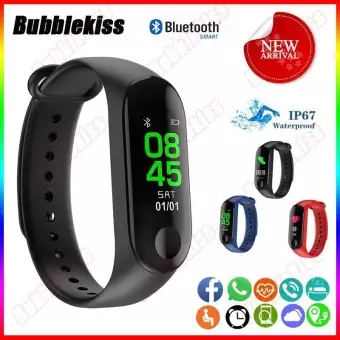 Bubblekiss
Bluetooth®
SMART
NEW
ARRIVAL
IP67
Waterproof
08
45
SAT
01/01